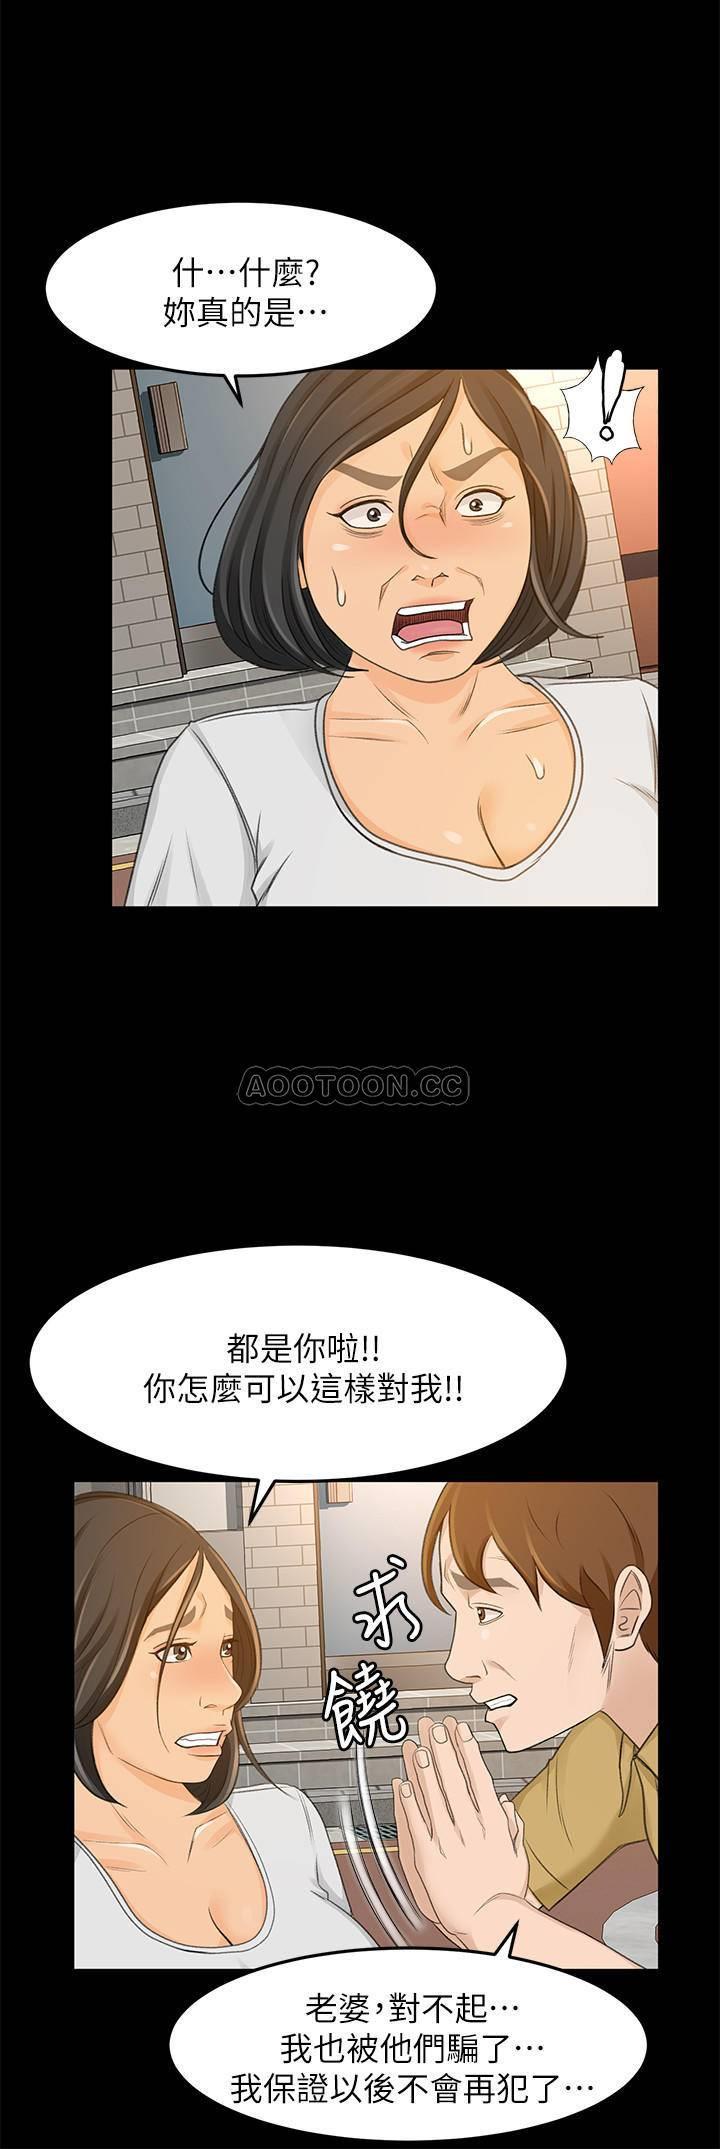 什⋯什麼?
妳真的是⋯
!
AOOTOON.CC
都是你啦!!
你怎麼可以這樣對我!!
求
饒
老婆,對不起⋯
我也被他們騙了⋯
我保證以後不會再犯了⋯